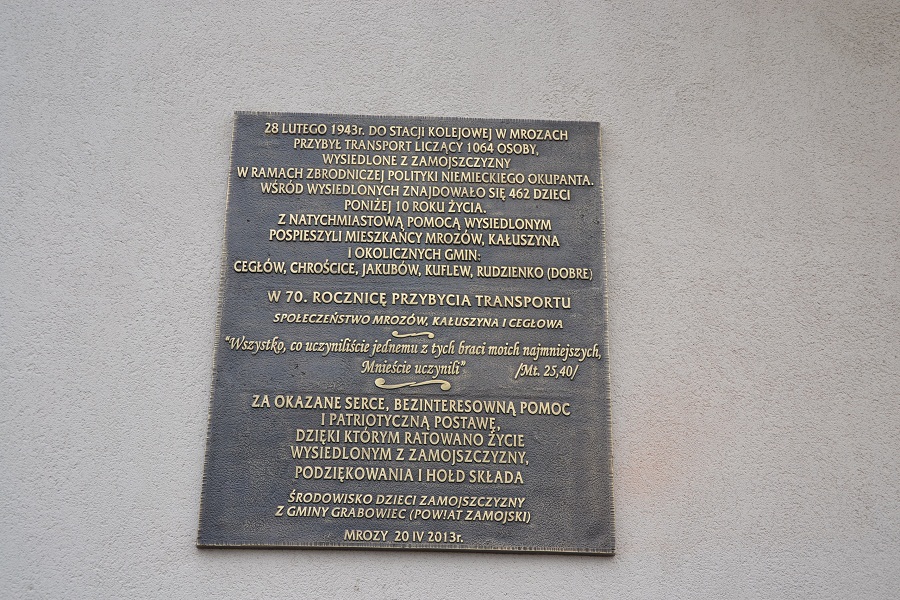 28 LUTEGO 1943r. DO STACJI KOLEJOWEJ W MROZACH
PRZYBYŁ TRANSPORT LICZĄCY 1064 OSOBY,
WYSIEDLONE Z ZAMOJSZCZYZNY
W RAMACH ZBRODNICZEJ POLITYKI NIEMIECKIEGO OKUPANTA.
WŚRÓD WYSIEDLONYCH ZNAJDOWAŁO SIĘ 462 DZIECI
PONIŻEJ 10 ROKU ŻYCIA.
Z NATYCHMIASTOWĄ POMOCĄ WYSIEDLONYM
POSPIESZYLI MIESZKAŃCY MROZÓW, KAŁUSZYNA
I OKOLICZNYCH GMIN:
CEGŁÓW, CHROŚCICE, JAKUBÓW, KUFLEW, RUDZIENKO (DOBRE)
W 70. ROCZNICĘ PRZYBYCIA TRANSPORTU
SPOŁECZEŃSTWO MROZÓW, KAŁUSZYNA I CEGŁOWA
"Wszystko, co uczyniliście jednemu z tych braci moich najmniejszych,
Mnieście uczynili" /Mt. 25,40/
ZA OKAZANE SERCE, BEZINTERESOWNĄ POMOC
I PATRIOTYCZNĄ POSTAWĘ,
DZIĘKI KTÓRYM RATOWANO ŻYCIE
WYSIEDLONYM Z ZAMOJSZCZYZNY,
PODZIĘKOWANIA I HOŁD SKŁADA
ŚRODOWISKO DZIECI ZAMOJSZCZYZNY
Z GMINY GRABOWIEC (POW!AT ZAMOJSKI)
MROZY 20 IV 2013r.